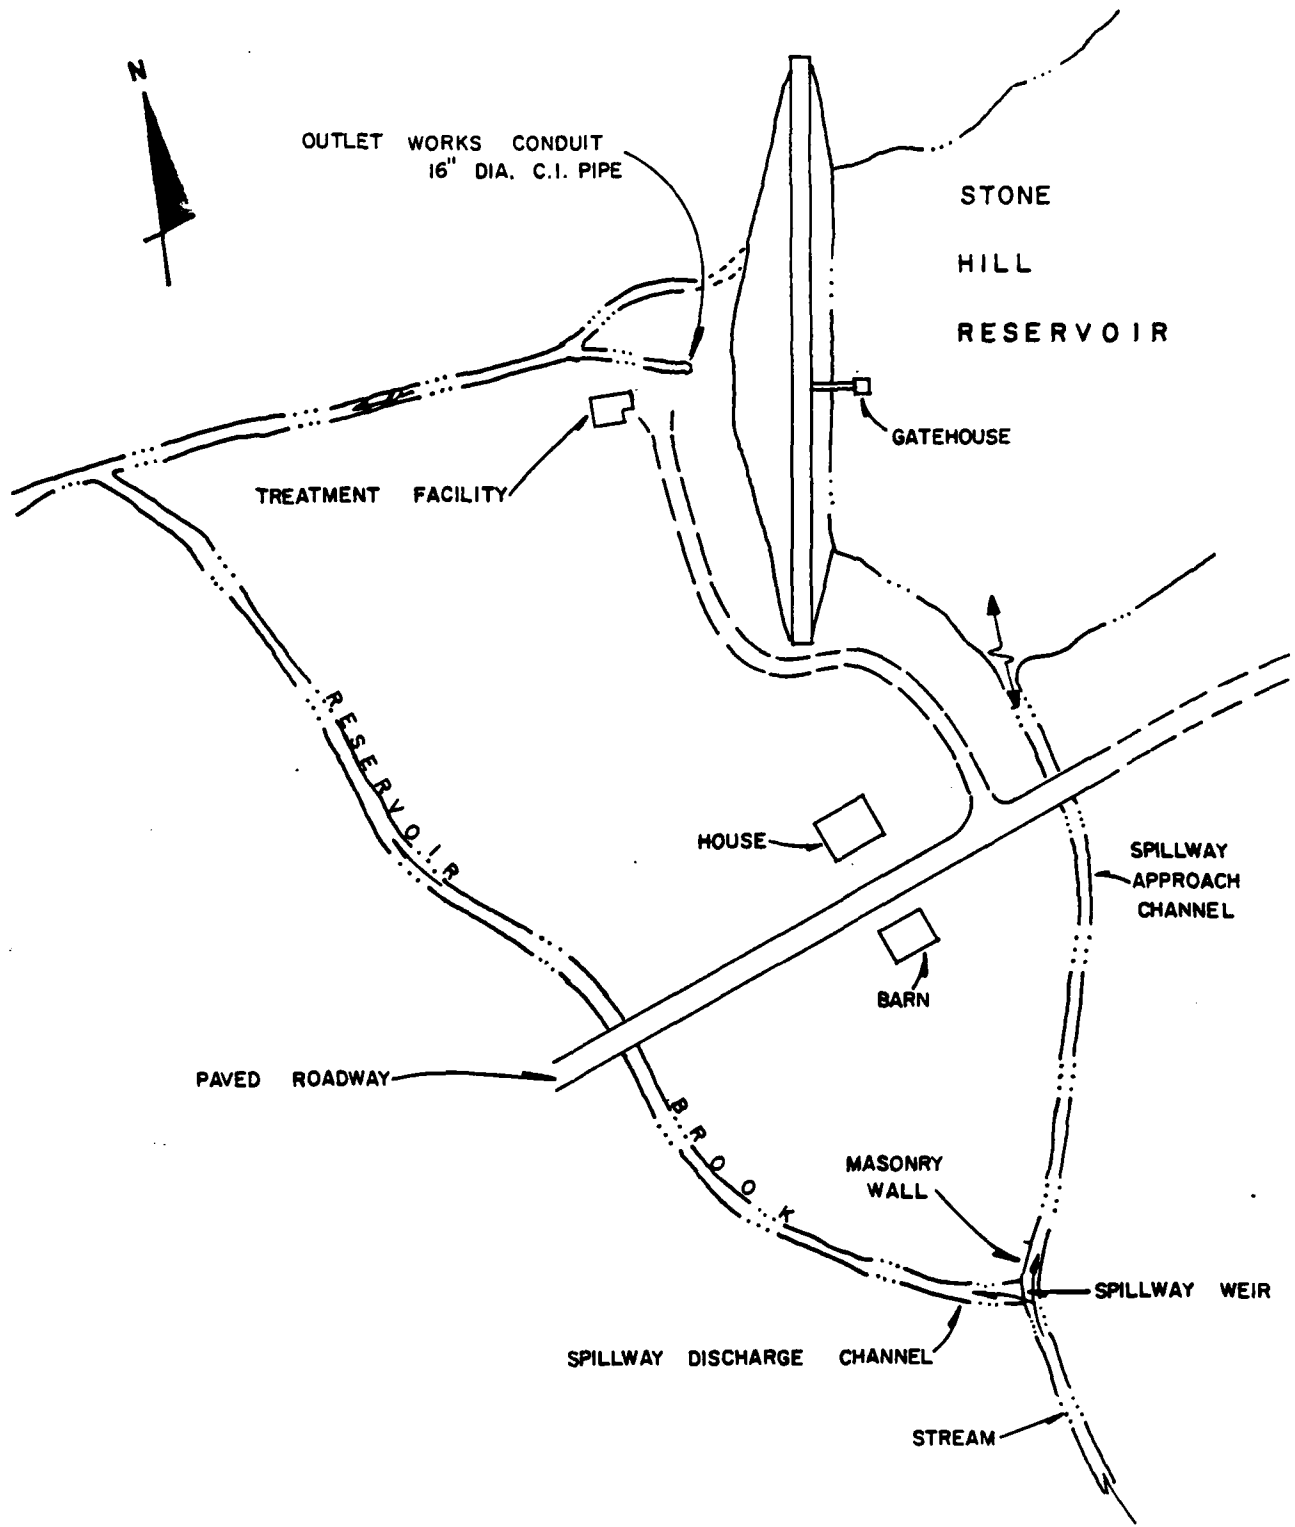 N
OUTLET WORKS CONDUIT
16" DIA. C.I. PIPE
STONE
HILL
RESERVOIR
GATEHOUSE
TREATMENT FACILITY
RESERVOIR
HOUSE
SPILLWAY
APPROACH
CHANNEL
BARN
PAVED ROADWAY
BROOK
MASONRY
WALL
SPILLWAY WEIR
SPILLWAY DISCHARGE CHANNEL
STREAM